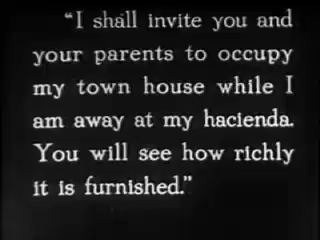 "I shall invite you and
your parents to occupy
my town house while I
am away at my hacienda.
You will see how richly
it is furnished."